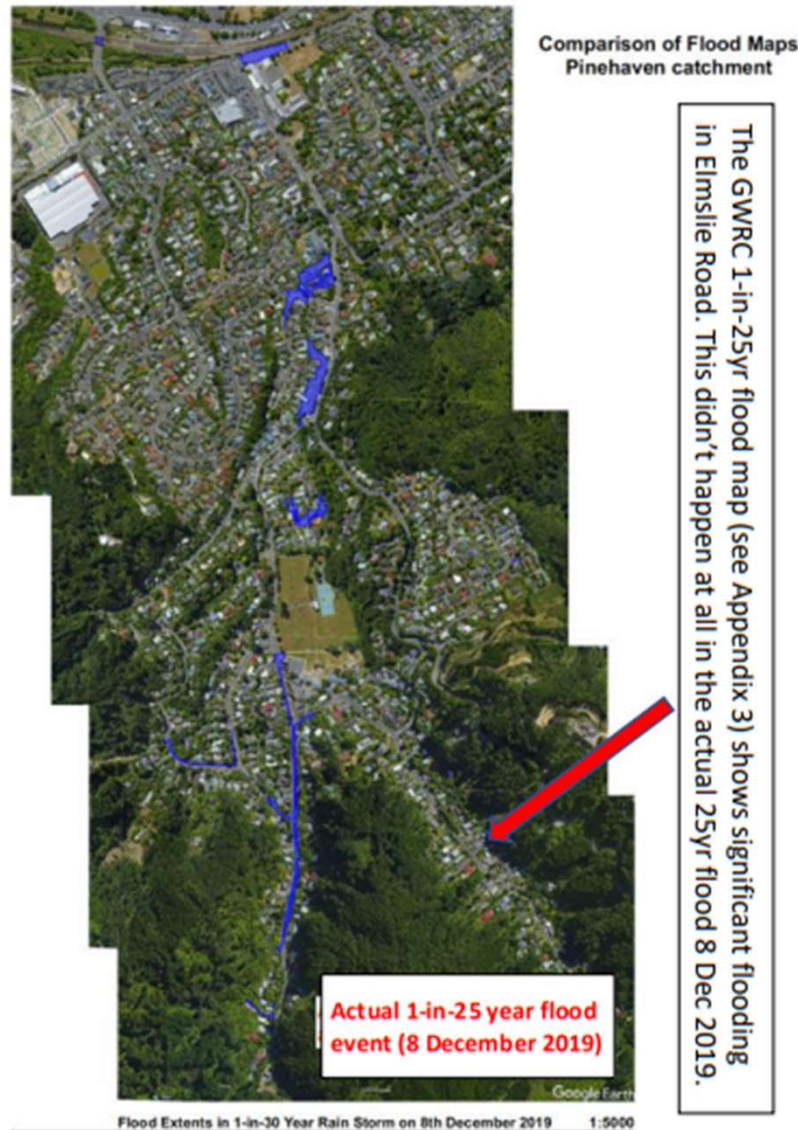 Comparison of Flood Maps
Pinehaven catchment
The GWRC 1-in-25yr flood map (see Appendix 3) shows significant flooding
in Elmslie Road. This didn't happen at all in the actual 25yr flood 8 Dec 2019.
Actual 1-in-25 year flood
event (8 December 2019)
Google Earth
Flood Extents in 1-in-30 Year Rain Storm on 8th December 2019 1:5000